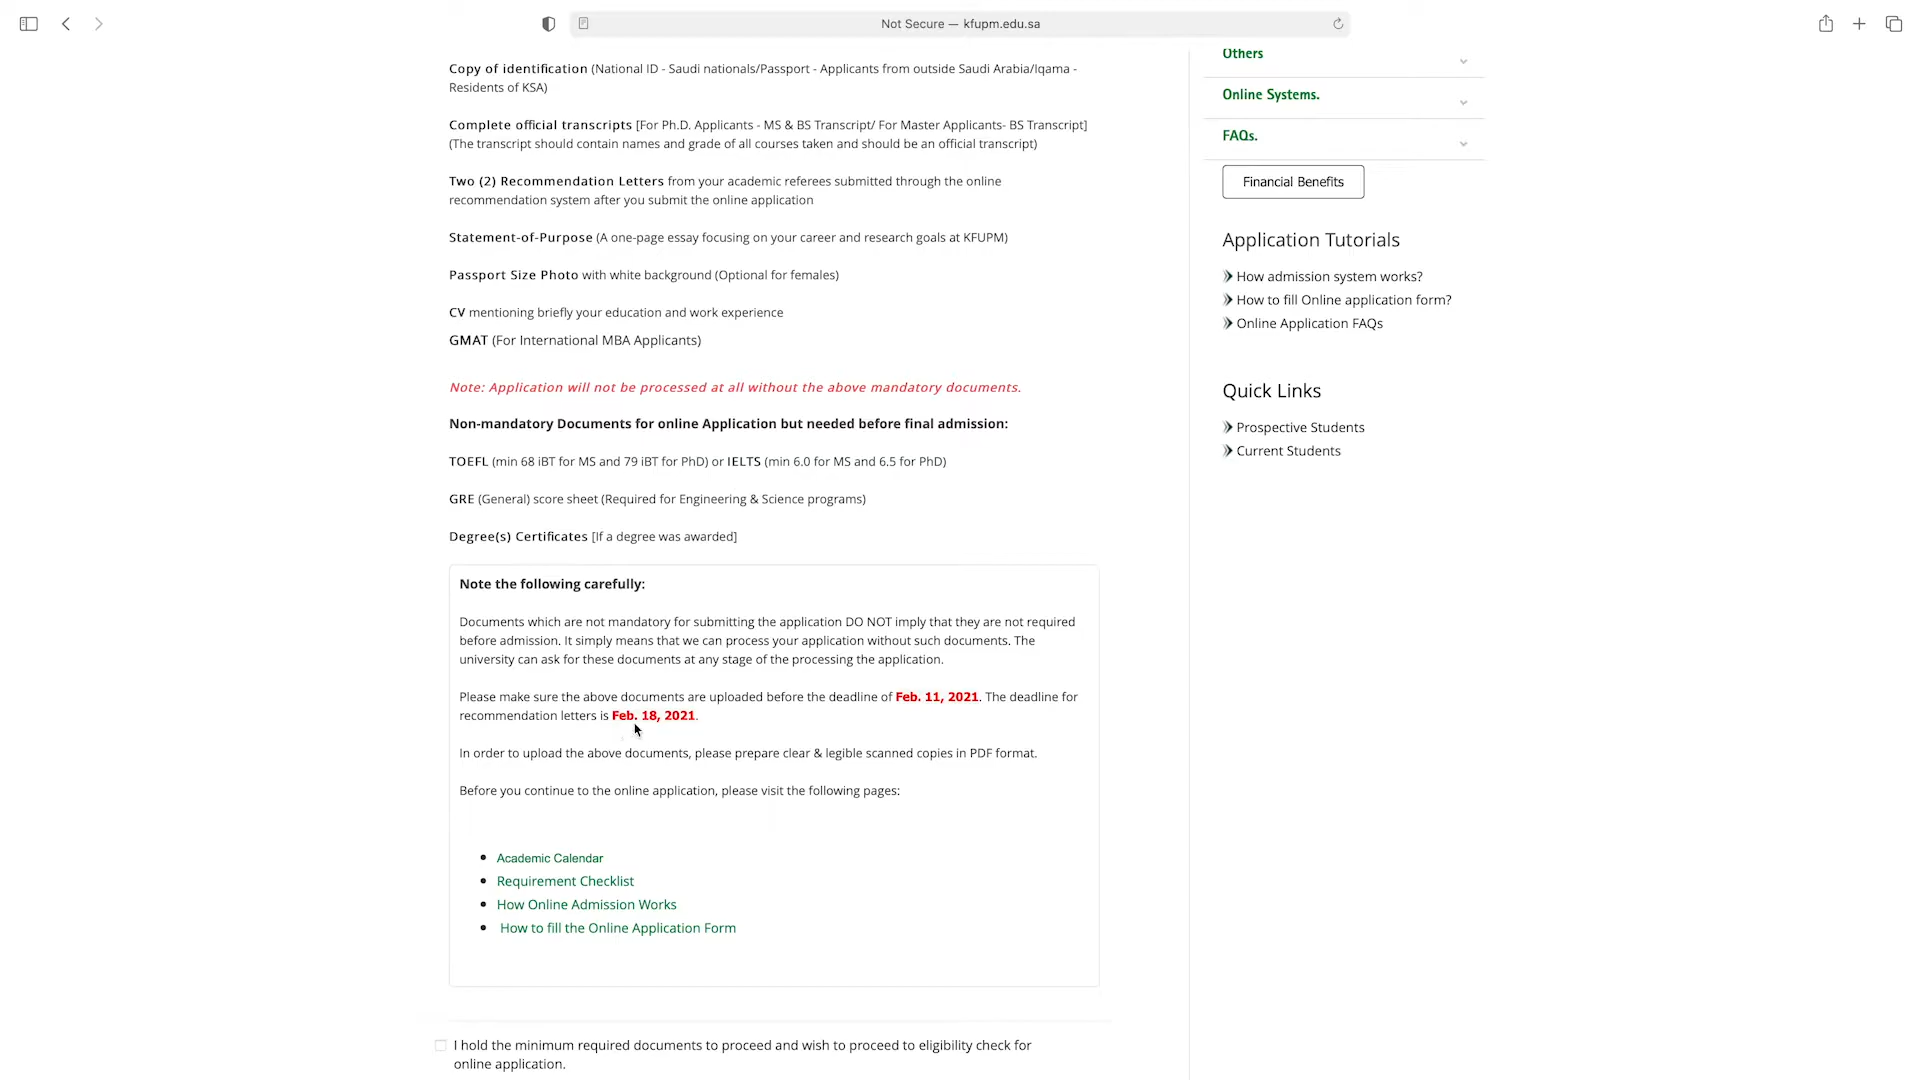 Not Secure — kfupm.edu.sa
Copy of identification (National ID - Saudi nationals/Passport - Applicants from outside Saudi Arabia/Iqama -
Residents of KSA)
Complete official transcripts [For Ph.D. Applicants - MS & BS Transcript/ For Master Applicants- BS Transcript]
(The transcript should contain names and grade of all courses taken and should be an official transcript)
Two (2) Recommendation Letters from your academic referees submitted through the online
recommendation system after you submit the online application
Statement-of-Purpose (A one-page essay focusing on your career and research goals at KFUPM)
Passport Size Photo with white background (Optional for females)
CV mentioning briefly your education and work experience
GMAT (For International MBA Applicants)
Note: Application will not be processed at all without the above mandatory documents.
Non-mandatory Documents for online Application but needed before final admission:
TOEFL (min 68 iBT for MS and 79 iBT for PhD) or IELTS (min 6.0 for MS and 6.5 for PhD)
GRE (General) score sheet (Required for Engineering & Science programs)
Degree(s) Certificates [If a degree was awarded]
Note the following carefully:
Documents which are not mandatory for submitting the application DO NOT imply that they are not required
before admission. It simply means that we can process your application without such documents. The
university can ask for these documents at any stage of the processing the application.
Please make sure the above documents are uploaded before the deadline of Feb. 11, 2021. The deadline for
recommendation letters is Feb. 18, 2021.
In order to upload the above documents, please prepare clear & legible scanned copies in PDF format.
Before you continue to the online application, please visit the following pages:
Academic Calendar
Requirement Checklist
How Online Admission Works
How to fill the Online Application Form
I hold the minimum required documents to proceed and wish to proceed to eligibility check for
online application.
Others
Online Systems.
FAQs.
Financial Benefits
Application Tutorials
How admission system works?
How to fill Online application form?
Online Application FAQs
Quick Links
Prospective Students
Current Students